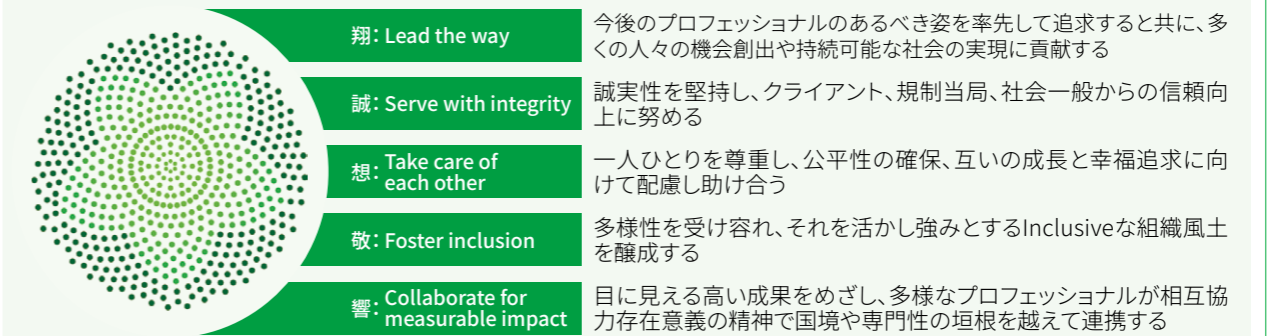 翔：Lead the way
今後のプロフェッショナルのあるべき姿を率先して追求すると共に、多
くの人々の機会創出や持続可能な社会の実現に貢献する
誠：Serve with integrity
誠実性を堅持し、クライアント、規制当局、社会一般からの信頼向
上に努める
想：Take care of
each other
一人ひとりを尊重し、公平性の確保、互いの成長と幸福追求に向
けて配慮し助け合う
敬：Foster inclusion
多様性を受け容れ、それを活かし強みとするInclusiveな組織風土
を醸成する
響：Collaborate for
measurable impact
目に見える高い成果をめざし、多様なプロフェッショナルが相互協
力存在意義の精神で国境や専門性の垣根を越えて連携する